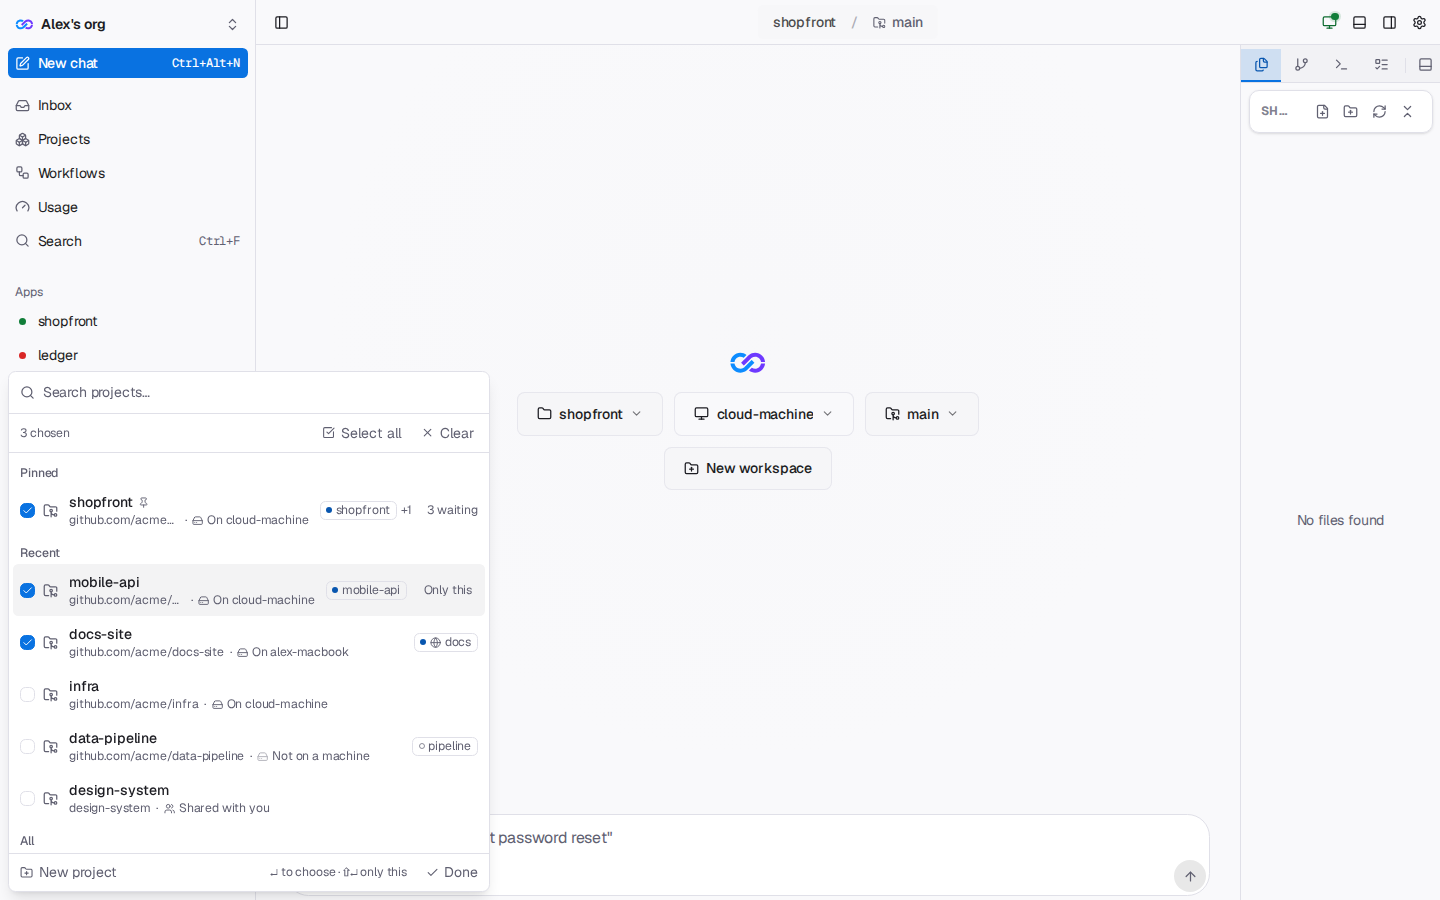 Alex's org
shopfront / main
New chat Ctrl+Alt+N
Inbox
Projects
Workflows
Usage
Search Ctrl+F
Apps
shopfront
ledger
SH...
Search projects...
3 chosen Select all Clear
Pinned
shopfront
github.com/acme... · On cloud-machine
shopfront +1 3 waiting
Recent
mobile-api
github.com/acme/... · On cloud-machine
mobile-api Only this
docs-site
github.com/acme/docs-site · On alex-macbook
docs
infra
github.com/acme/infra · On cloud-machine
data-pipeline
github.com/acme/data-pipeline · Not on a machine
pipeline
design-system
design-system · Shared with you
All
New project ↵ to choose · ⇧↵ only this Done
shopfront cloud-machine main
New workspace
t password reset"
No files found